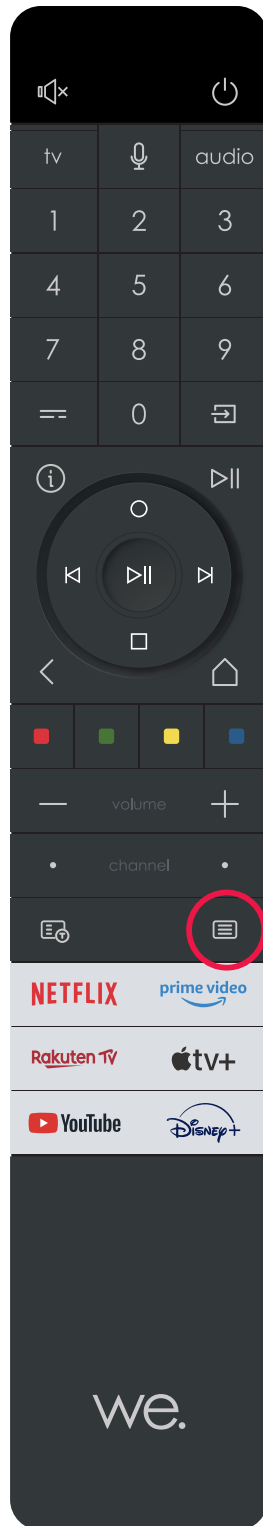 tv audio
1 2 3
4 5 6
7 8 9
0
i
volume
channel
T
NETFLIX prime video
Rakuten TV tv+
YouTube Disney+
we.